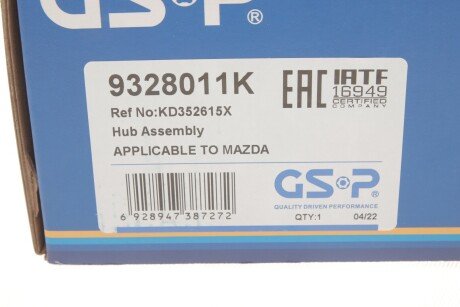 GS-P®
9328011K
Ref No:KD352615X
Hub Assembly
APPLICABLE TO MAZDA
EAC
IATF
16949
CERTIFIED
COMPANY
6 928947 387272
GSP
QUALITY DRIVEN PERFORMANCE
QTY:1 04/22